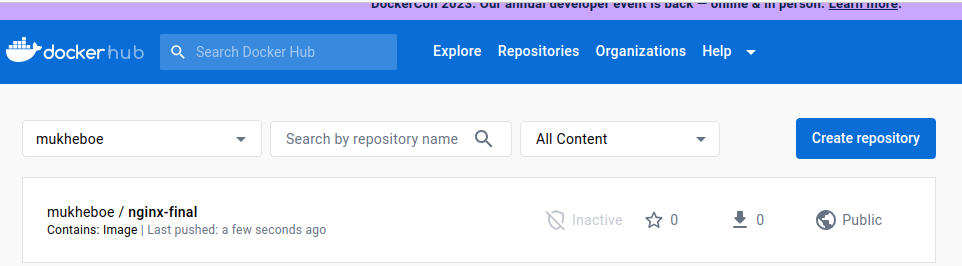 DockerCon 2023: Our annual developer event is back — online & in person. Learn more.
dockerhub
Search Docker Hub
Explore
Repositories
Organizations
Help
mukheboe
Search by repository name
All Content
Create repository
mukheboe / nginx-final
Inactive
0
0
Public
Contains: Image | Last pushed: a few seconds ago